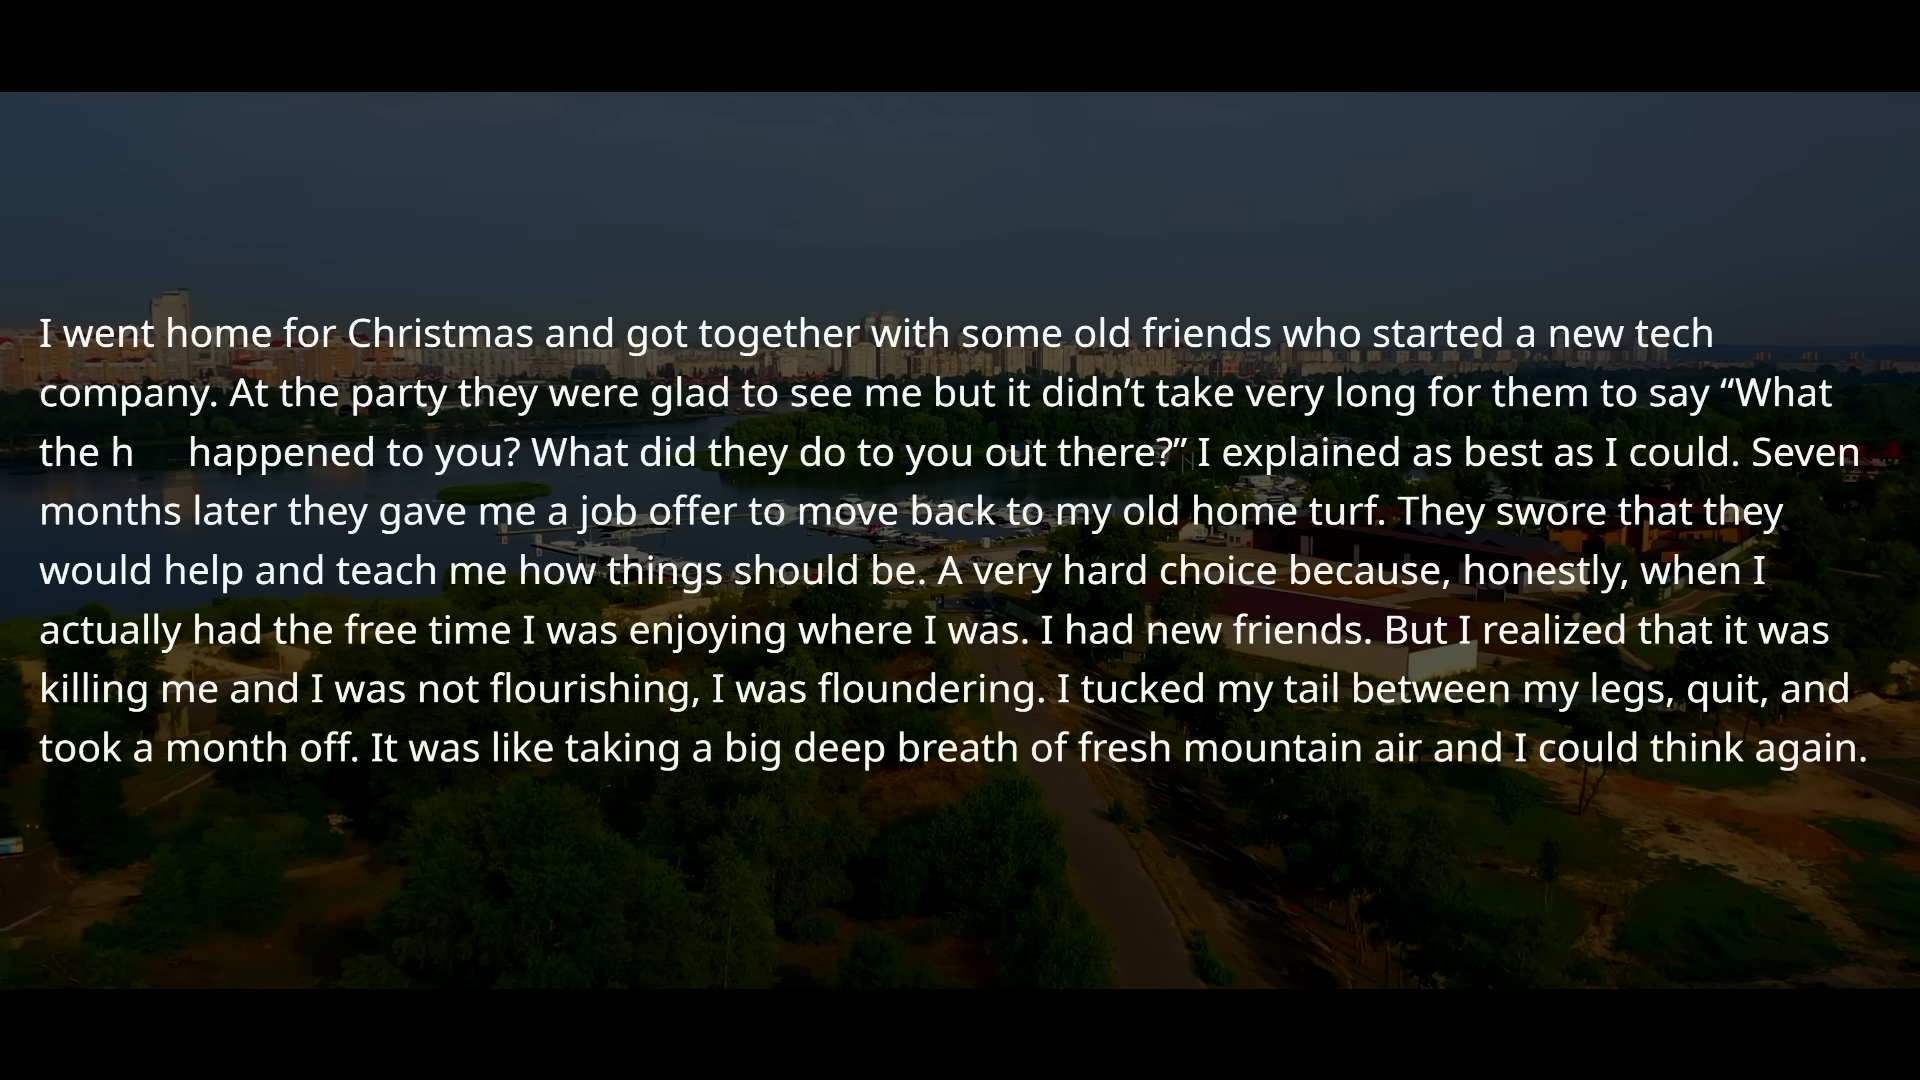 I went home for Christmas and got together with some old friends who started a new tech
company. At the party they were glad to see me but it didn’t take very long for them to say “What
the h happened to you? What did they do to you out there?” I explained as best as I could. Seven
months later they gave me a job offer to move back to my old home turf. They swore that they
would help and teach me how things should be. A very hard choice because, honestly, when I
actually had the free time I was enjoying where I was. I had new friends. But I realized that it was
killing me and I was not flourishing, I was floundering. I tucked my tail between my legs, quit, and
took a month off. It was like taking a big deep breath of fresh mountain air and I could think again.